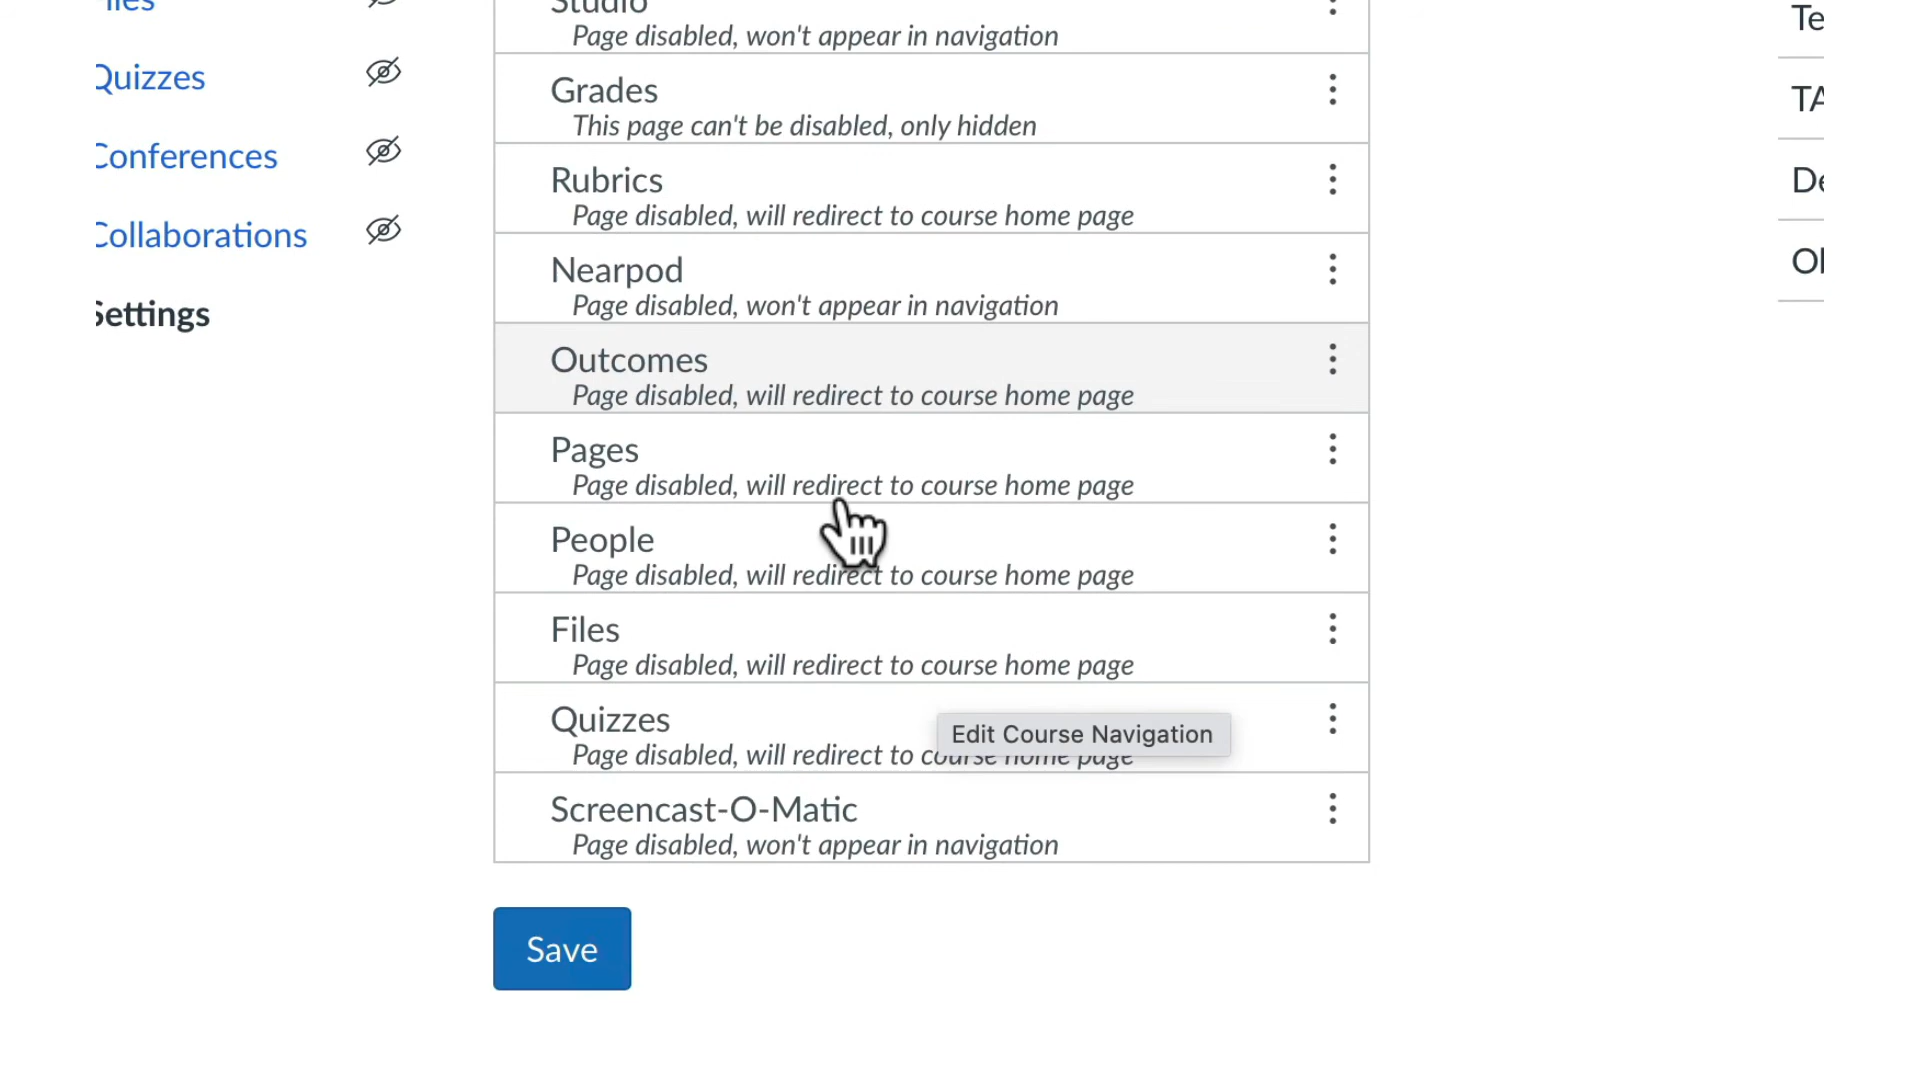 Quizzes
Conferences
Collaborations
Settings
Studio
Page disabled, won't appear in navigation
Grades
This page can't be disabled, only hidden
Rubrics
Page disabled, will redirect to course home page
Nearpod
Page disabled, won't appear in navigation
Outcomes
Page disabled, will redirect to course home page
Pages
Page disabled, will redirect to course home page
People
Page disabled, will redirect to course home page
Files
Page disabled, will redirect to course home page
Quizzes
Edit Course Navigation
Page disabled, will redirect to course home page
Screencast-O-Matic
Page disabled, won't appear in navigation
Save